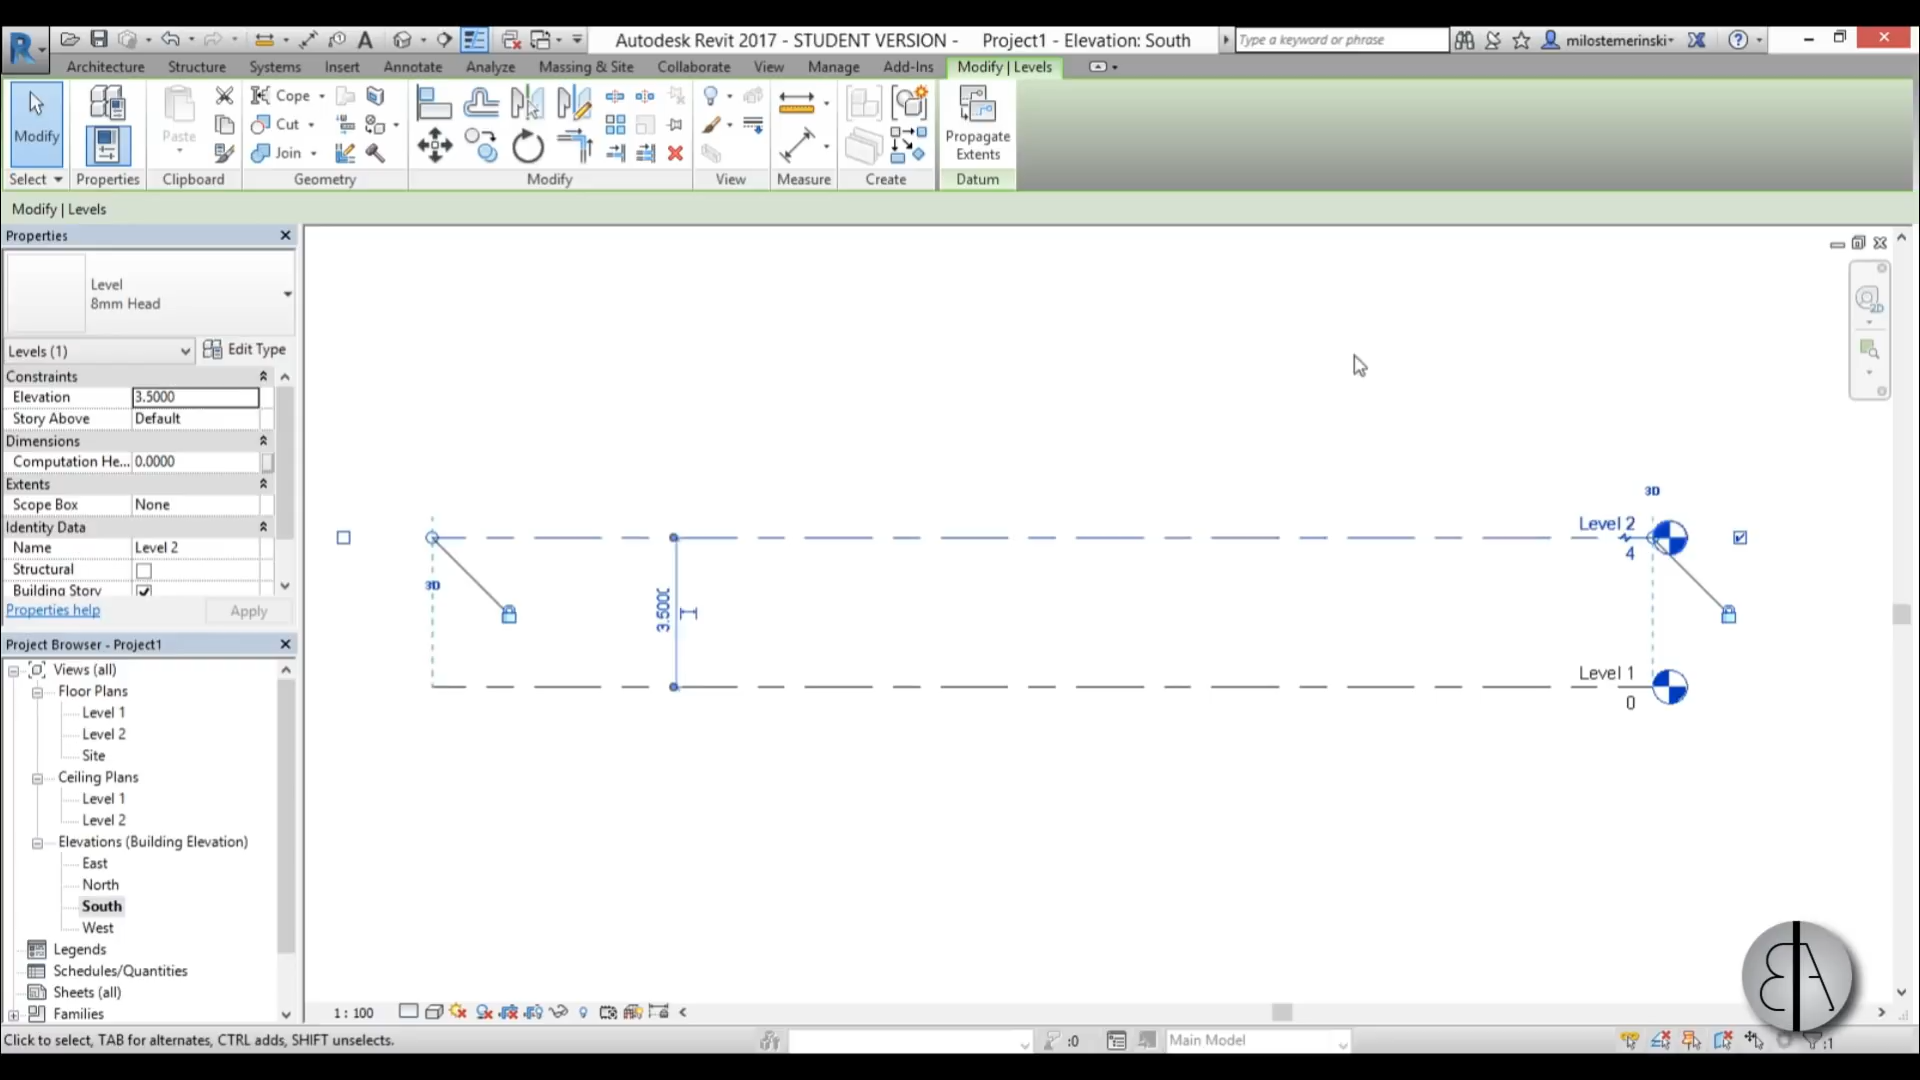 Autodesk Revit 2017 - STUDENT VERSION - Project1 - Elevation: South
Type a keyword or phrase
milostemerinski
Architecture Structure Systems Insert Annotate Analyze Massing & Site Collaborate View Manage Add-Ins Modify | Levels
Modify
Paste
Cope
Cut
Join
Propagate
Extents
Select Properties Clipboard Geometry Modify View Measure Create Datum
Modify | Levels
Properties
Level
8mm Head
Levels (1) Edit Type
Constraints
Elevation 3.5000
Story Above Default
Dimensions
Computation He... 0.0000
Extents
Scope Box None
Identity Data
Name Level 2
Structural
Building Story
Properties help Apply
Project Browser - Project1
Views (all)
Floor Plans
Level 1
Level 2
Site
Ceiling Plans
Level 1
Level 2
Elevations (Building Elevation)
East
North
South
West
Legends
Schedules/Quantities
Sheets (all)
Families
2D
3D
Level 2
4
3D
3.5000
Level 1
0
1 : 100
Click to select, TAB for alternates, CTRL adds, SHIFT unselects.
:0
Main Model
:1
BA